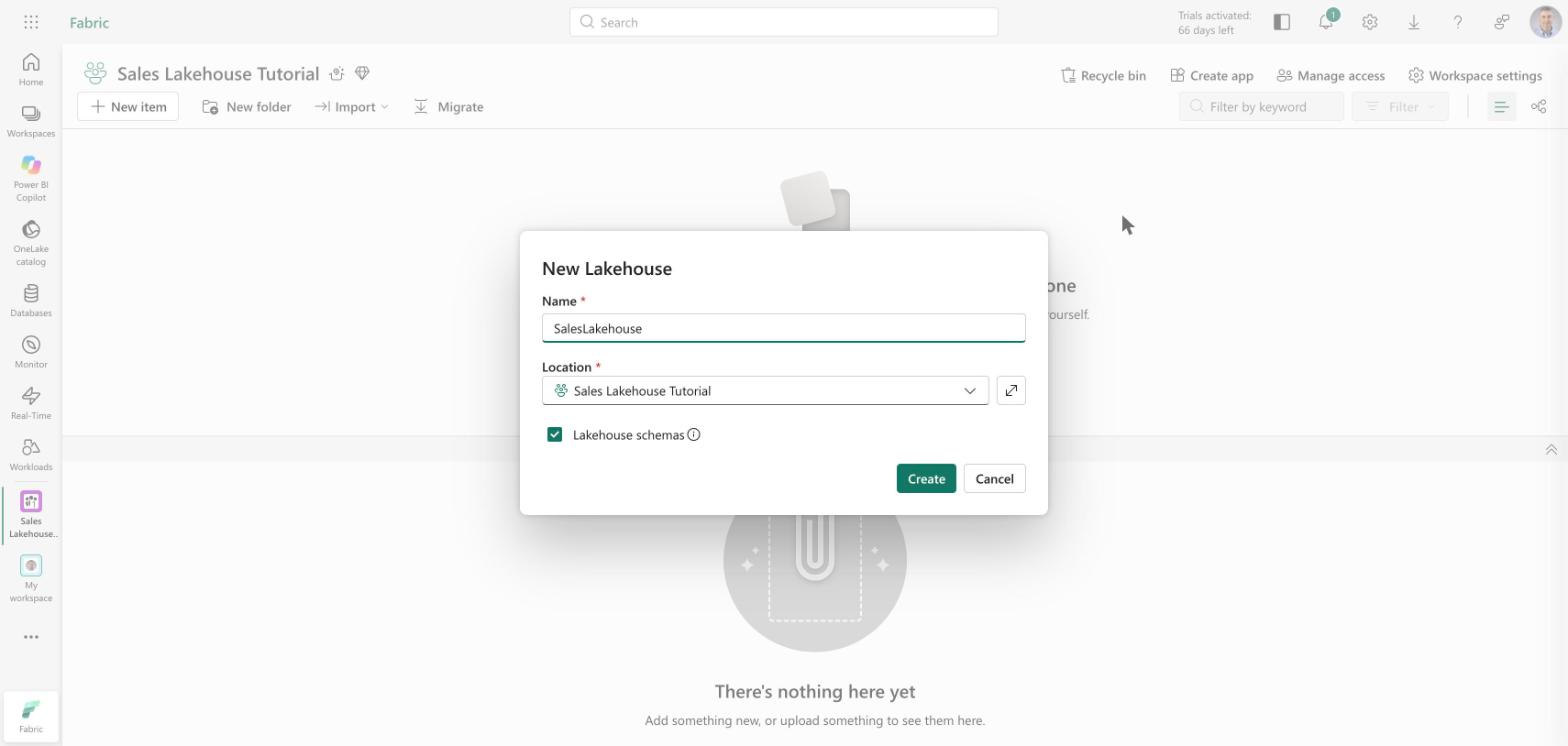 Fabric
Search
Trials activated:
66 days left
1
Home
Workspaces
Power BI
Copilot
OneLake
catalog
Databases
Monitor
Real-Time
Workloads
Sales
Lakehouse..
My
workspace
Fabric
Sales Lakehouse Tutorial
Recycle bin
Create app
Manage access
Workspace settings
New item
New folder
Import
Migrate
Filter by keyword
Filter
one
ourself.
New Lakehouse
Name *
SalesLakehouse
Location *
Sales Lakehouse Tutorial
Lakehouse schemas
Create
Cancel
There's nothing here yet
Add something new, or upload something to see them here.